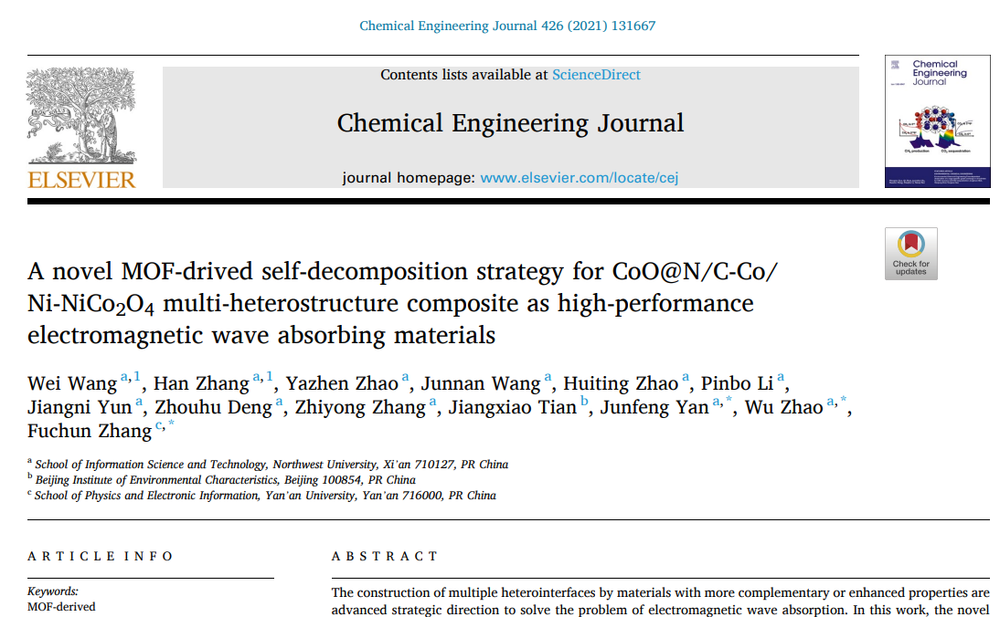 Chemical Engineering Journal 426 (2021) 131667
Contents lists available at ScienceDirect
Chemical Engineering Journal
journal homepage: www.elsevier.com/locate/cej
ELSEVIER
Chemical
Engineering
Journal
Check for
updates
A novel MOF-drived self-decomposition strategy for CoO@N/C-Co/
Ni-NiCo₂O₄ multi-heterostructure composite as high-performance
electromagnetic wave absorbing materials
Wei Wang ᵃ,¹, Han Zhang ᵃ,¹, Yazhen Zhao ᵃ, Junnan Wang ᵃ, Huiting Zhao ᵃ, Pinbo Li ᵃ,
Jiangni Yun ᵃ, Zhouhu Deng ᵃ, Zhiyong Zhang ᵃ, Jiangxiao Tian ᵇ, Junfeng Yan ᵃ,*, Wu Zhao ᵃ,*,
Fuchun Zhang ᶜ,*
ᵃ School of Information Science and Technology, Northwest University, Xi'an 710127, PR China
ᵇ Beijing Institute of Environmental Characteristics, Beijing 100854, PR China
ᶜ School of Physics and Electronic Information, Yan'an University, Yan'an 716000, PR China
ARTICLE INFO
Keywords:
MOF-derived
ABSTRACT
The construction of multiple heterointerfaces by materials with more complementary or enhanced properties are
advanced strategic direction to solve the problem of electromagnetic wave absorption. In this work, the novel